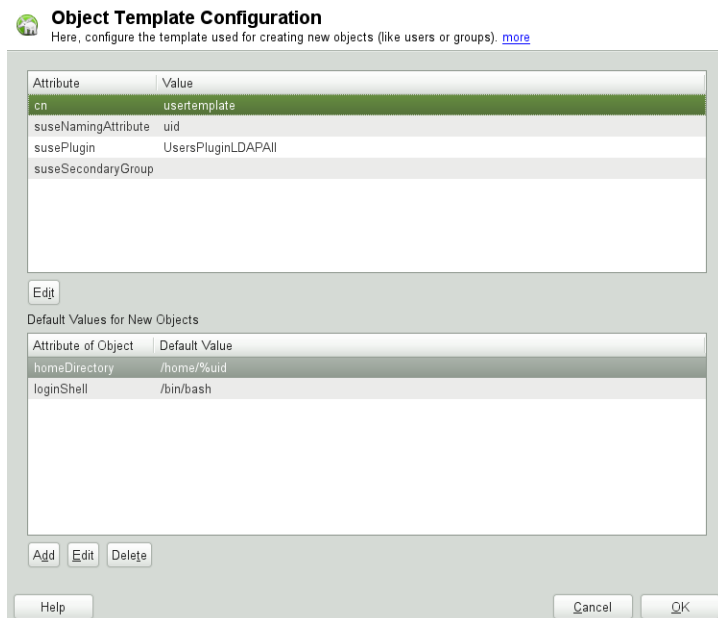 Object Template Configuration
Here, configure the template used for creating new objects (like users or groups). more
Attribute Value
cn usertemplate
suseNamingAttribute uid
susePlugin UsersPluginLDAPAll
suseSecondaryGroup
Edit
Default Values for New Objects
Attribute of Object Default Value
homeDirectory /home/%uid
loginShell /bin/bash
Add Edit Delete
Help Cancel OK